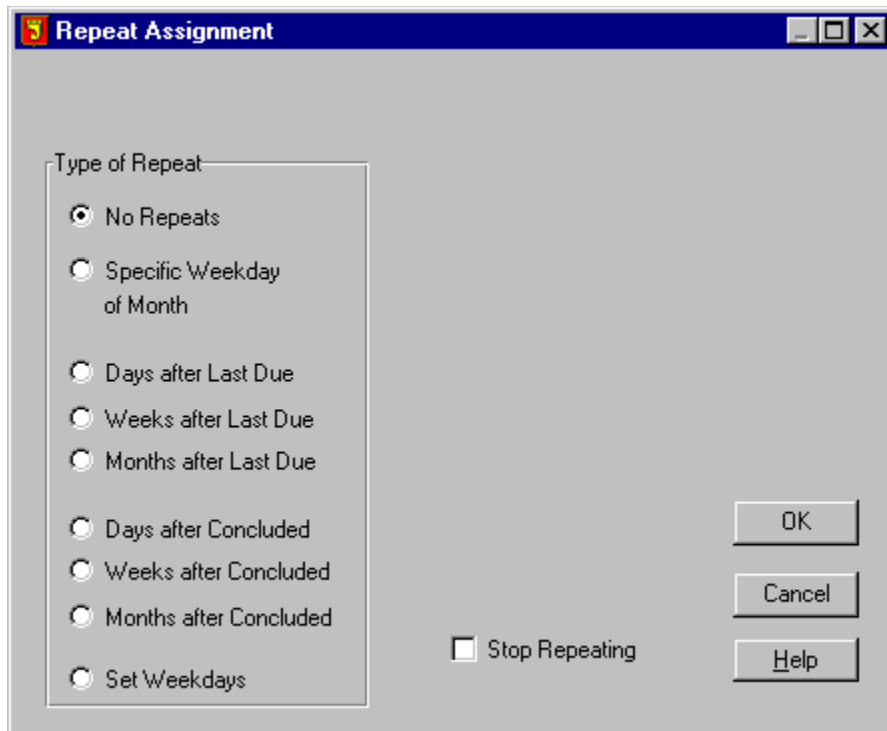 Repeat Assignment
Type of Repeat
No Repeats
Specific Weekday
of Month
Days after Last Due
Weeks after Last Due
Months after Last Due
Days after Concluded
Weeks after Concluded
Months after Concluded
Set Weekdays
Stop Repeating
OK
Cancel
Help